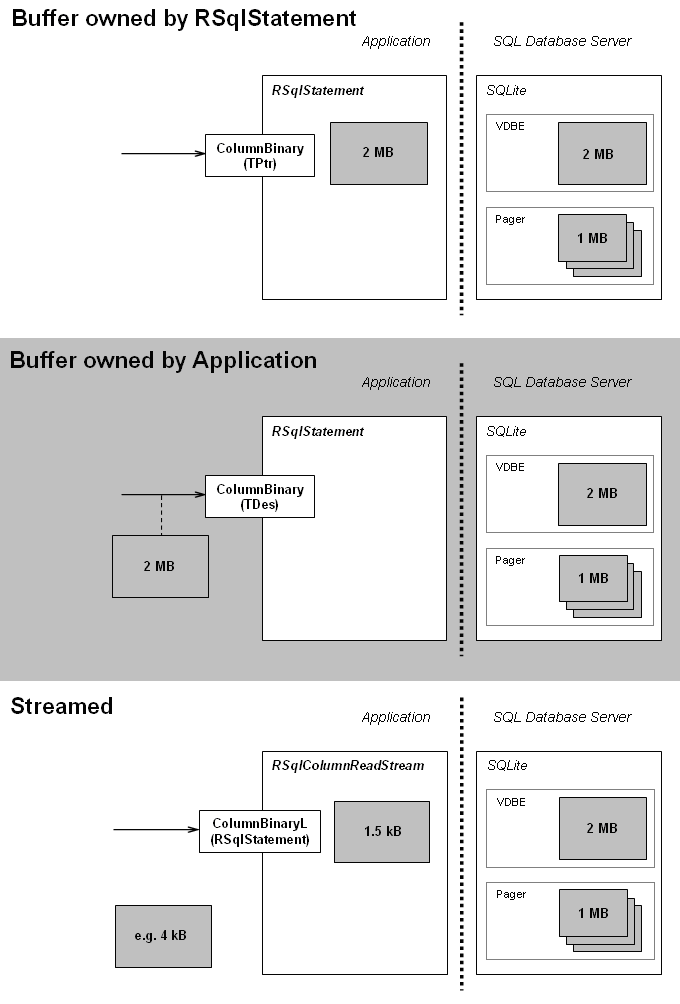 Buffer owned by RSqlStatement
Application
SQL Database Server
RSqlStatement
SQLite
VDBE
2 MB
2 MB
ColumnBinary
(TPtr)
Pager
1 MB
Buffer owned by Application
Application
SQL Database Server
RSqlStatement
SQLite
VDBE
2 MB
ColumnBinary
(TDes)
2 MB
Pager
1 MB
Streamed
Application
SQL Database Server
RSqlColumnReadStream
SQLite
VDBE
2 MB
1.5 kB
ColumnBinaryL
(RSqlStatement)
Pager
1 MB
e.g. 4 kB